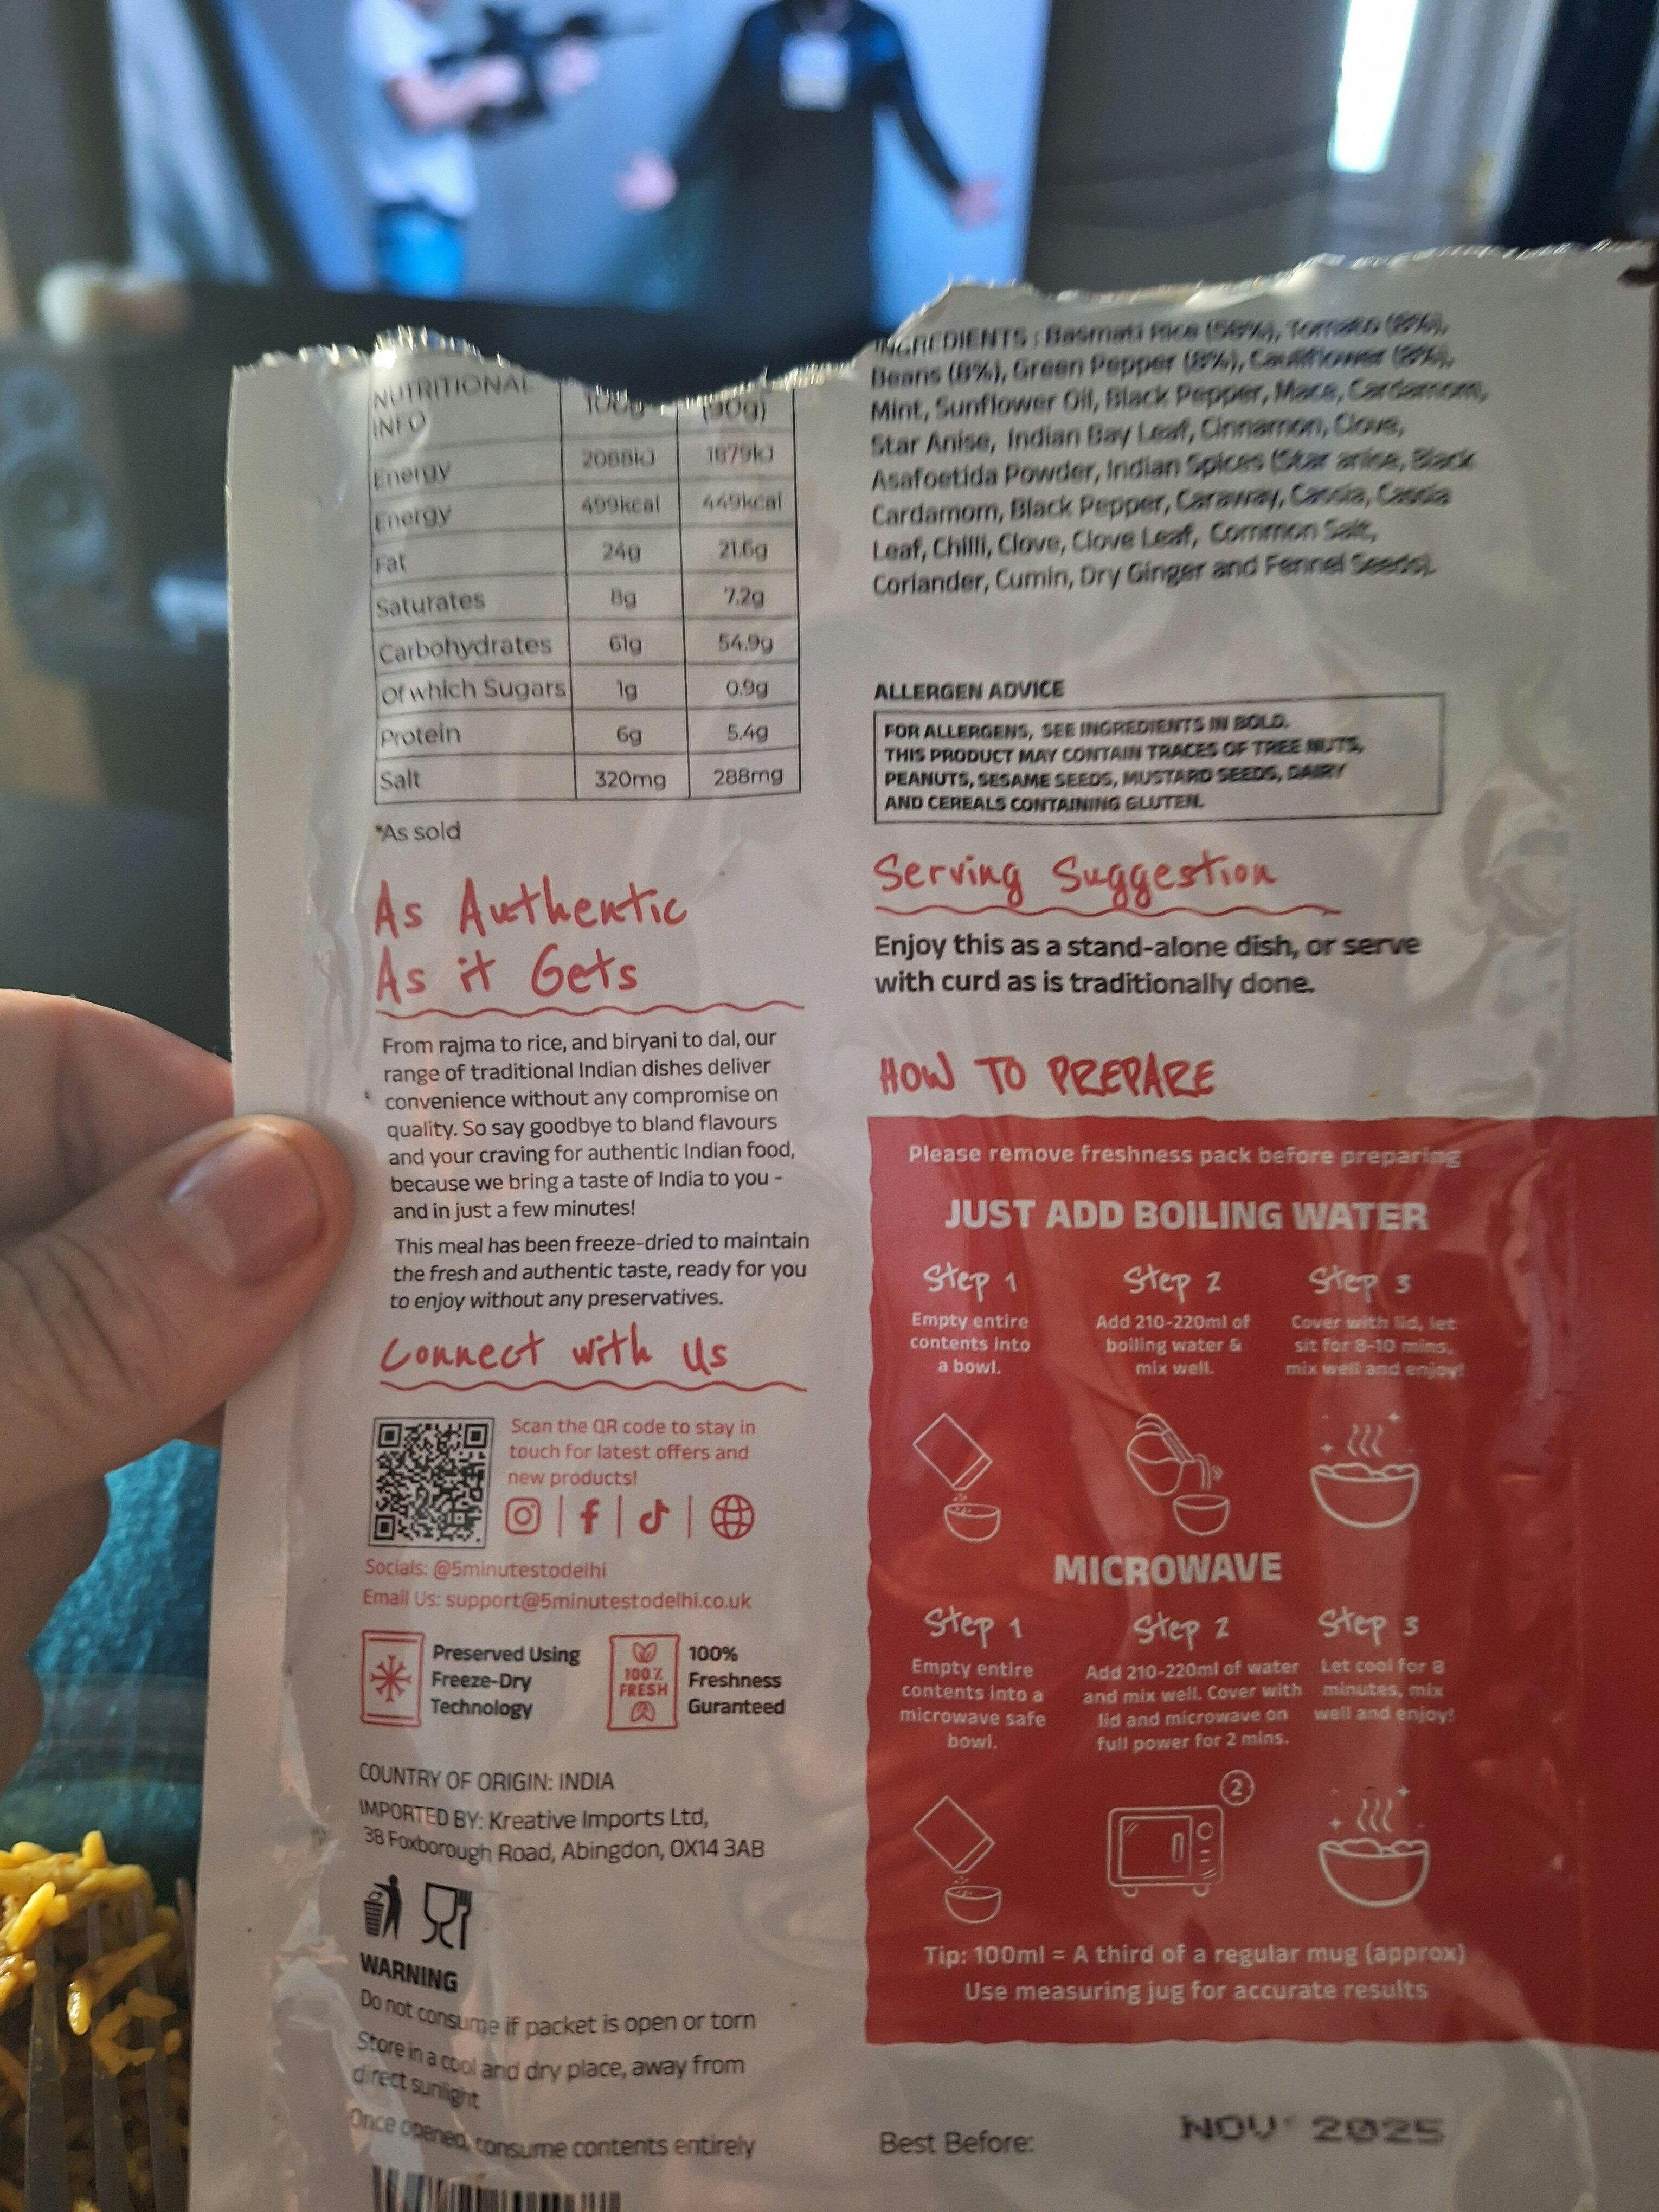 NUTRITIONAL INFO 100g (90g)
Energy 2088kJ 1879kJ
Energy 499kcal 449kcal
Fat 24g 21.6g
Saturates 8g 7.2g
Carbohydrates 61g 54.9g
Of which Sugars 1g 0.9g
Protein 6g 5.4g
Salt 320mg 288mg
*As sold
As Authentic
As it Gets
From rajma to rice, and biryani to dal, our
range of traditional Indian dishes deliver
convenience without any compromise on
quality. So say goodbye to bland flavours
and your craving for authentic Indian food,
because we bring a taste of India to you -
and in just a few minutes!
This meal has been freeze-dried to maintain
the fresh and authentic taste, ready for you
to enjoy without any preservatives.
Connect with us
Scan the QR code to stay in
touch for latest offers and
new products!
Socials: @5minutestodelhi
Email Us: support@5minutestodelhi.co.uk
Preserved Using
Freeze-Dry
Technology
100%
FRESH
100%
Freshness
Guranteed
COUNTRY OF ORIGIN: INDIA
IMPORTED BY: Kreative Imports Ltd,
38 Foxborough Road, Abingdon, OX14 3AB
WARNING
Do not consume if packet is open or torn
Store in a cool and dry place, away from
direct sunlight
Once opened, consume contents entirely
INGREDIENTS : Basmati Rice (56%), Tomato (8%),
Beans (8%), Green Pepper (8%), Cauliflower (8%),
Mint, Sunflower Oil, Black Pepper, Mace, Cardamom,
Star Anise, Indian Bay Leaf, Cinnamon, Clove,
Asafoetida Powder, Indian Spices (Star anise, Black
Cardamom, Black Pepper, Caraway, Cassia, Cassia
Leaf, Chilli, Clove, Clove Leaf, Common Salt,
Coriander, Cumin, Dry Ginger and Fennel Seeds).
ALLERGEN ADVICE
FOR ALLERGENS, SEE INGREDIENTS IN BOLD.
THIS PRODUCT MAY CONTAIN TRACES OF TREE NUTS,
PEANUTS, SESAME SEEDS, MUSTARD SEEDS, DAIRY
AND CEREALS CONTAINING GLUTEN.
Serving Suggestion
Enjoy this as a stand-alone dish, or serve
with curd as is traditionally done.
HOW TO PREPARE
Please remove freshness pack before preparing
JUST ADD BOILING WATER
Step 1
Empty entire
contents into
a bowl.
Step 2
Add 210-220ml of
boiling water &
mix well.
Step 3
Cover with lid, let
sit for 8-10 mins,
mix well and enjoy!
MICROWAVE
Step 1
Empty entire
contents into a
microwave safe
bowl.
Step 2
Add 210-220ml of water
and mix well. Cover with
lid and microwave on
full power for 2 mins.
Step 3
Let cool for 8
minutes, mix
well and enjoy!
2
Tip: 100ml = A third of a regular mug (approx)
Use measuring jug for accurate results
Best Before: NOV' 2025